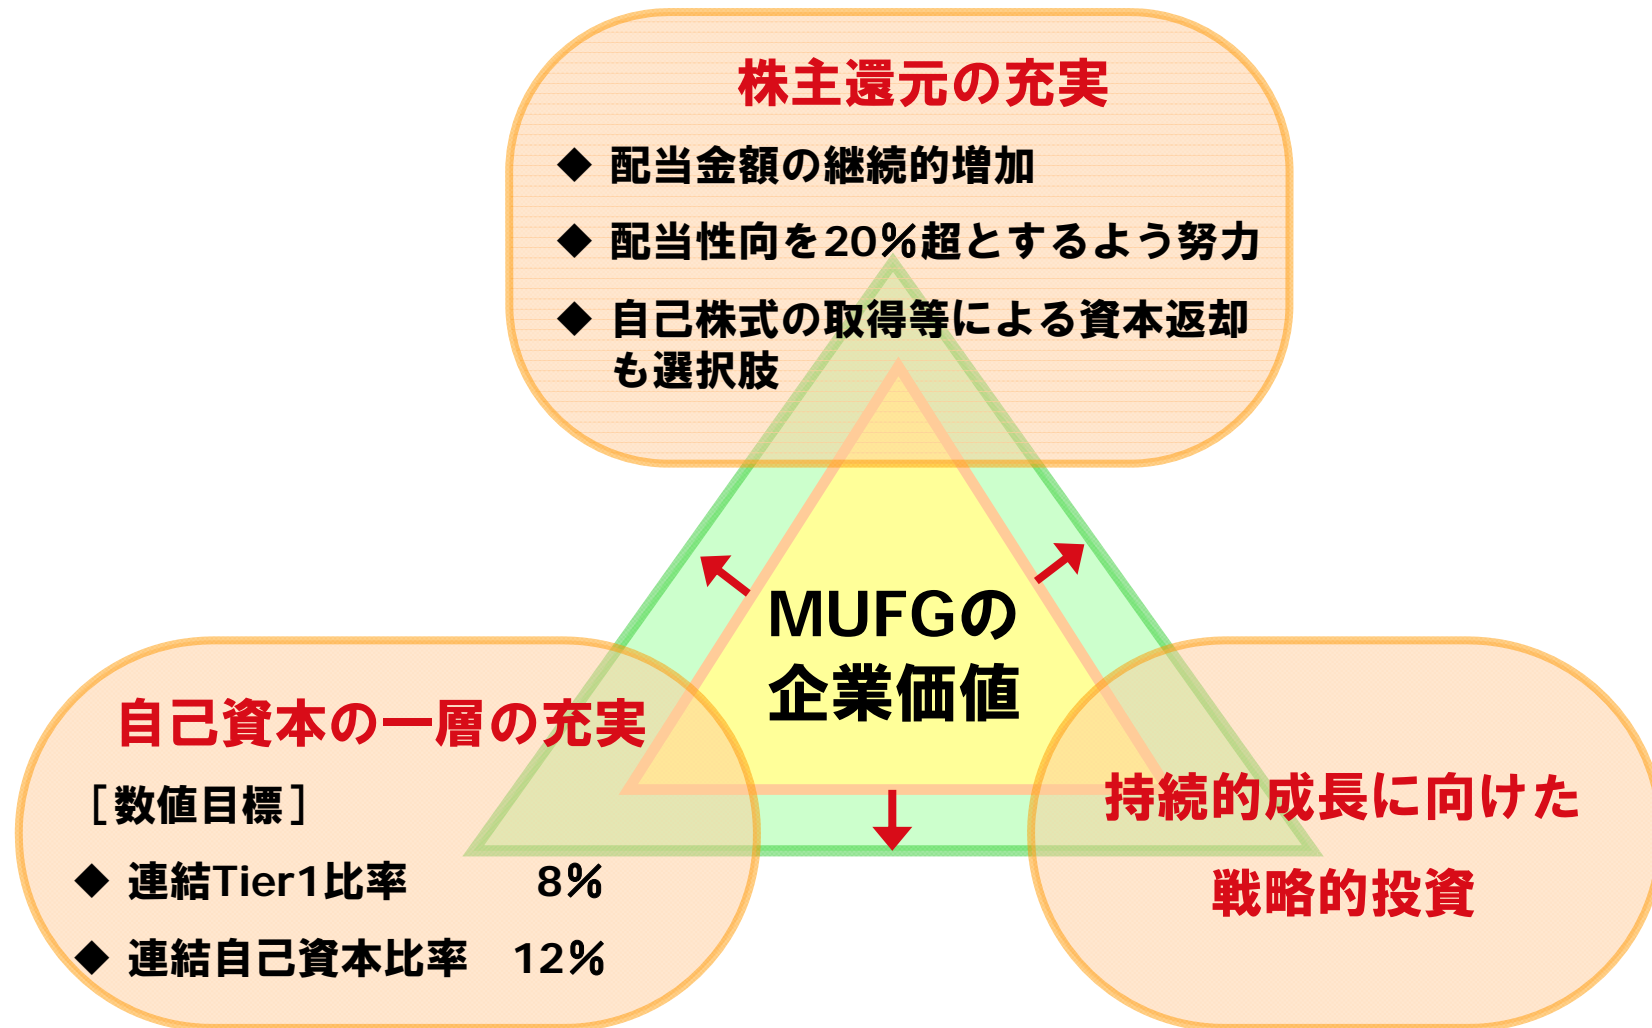 株主還元の充実
◆ 配当金額の継続的増加
◆ 配当性向を20%超とするよう努力
◆ 自己株式の取得等による資本返却
も選択肢
MUFGの
企業価値
自己資本の一層の充実
［数値目標］
◆ 連結Tier1比率 8%
◆ 連結自己資本比率 12%
持続的成長に向けた
戦略的投資